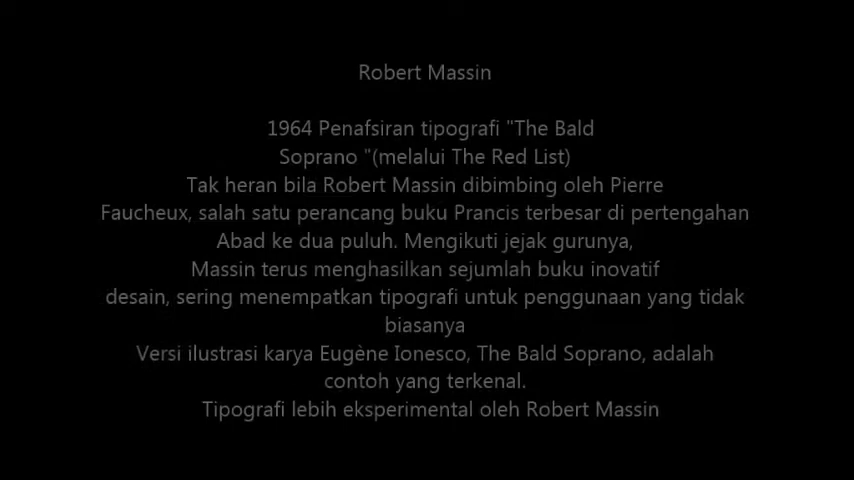 Robert Massin
1964 Penafsiran tipografi "The Bald
Soprano "(melalui The Red List)
Tak heran bila Robert Massin dibimbing oleh Pierre
Faucheux, salah satu perancang buku Prancis terbesar di pertengahan
Abad ke dua puluh. Mengikuti jejak gurunya,
Massin terus menghasilkan sejumlah buku inovatif
desain, sering menempatkan tipografi untuk penggunaan yang tidak
biasanya
Versi ilustrasi karya Eugène Ionesco, The Bald Soprano, adalah
contoh yang terkenal.
Tipografi lebih eksperimental oleh Robert Massin